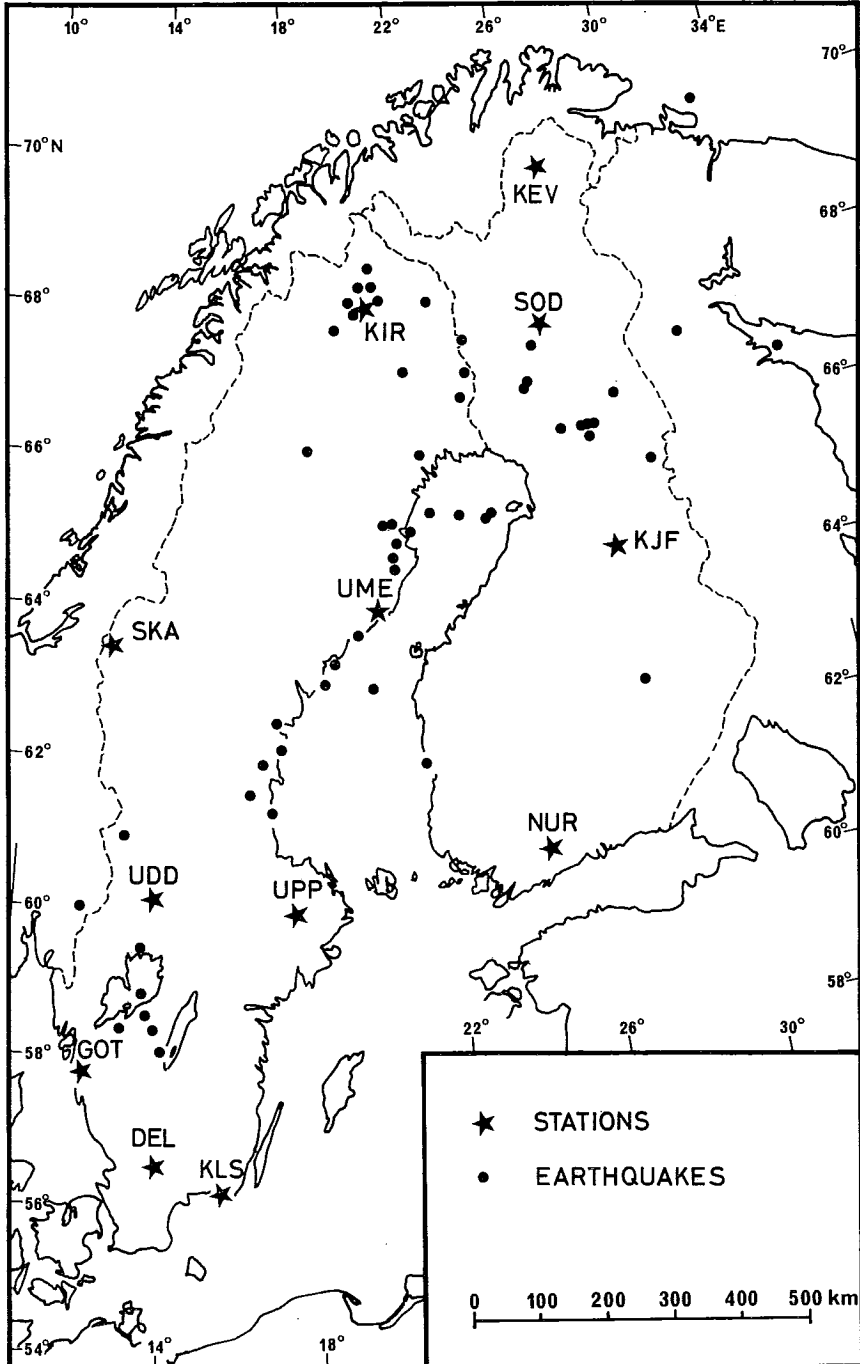 10° 14° 18° 22° 26° 30° 34°E
70°
70°N
KEV
68°
68°
SOD
KIR
66°
66°
64°
KJF
UME
64°
SKA
62°
62°
NUR
60°
UDD
UPP
60°
58°
22° 26° 30°
58°
GOT
STATIONS
DEL
KLS
EARTHQUAKES
56°
0 100 200 300 400 500 km
54°
14° 18°